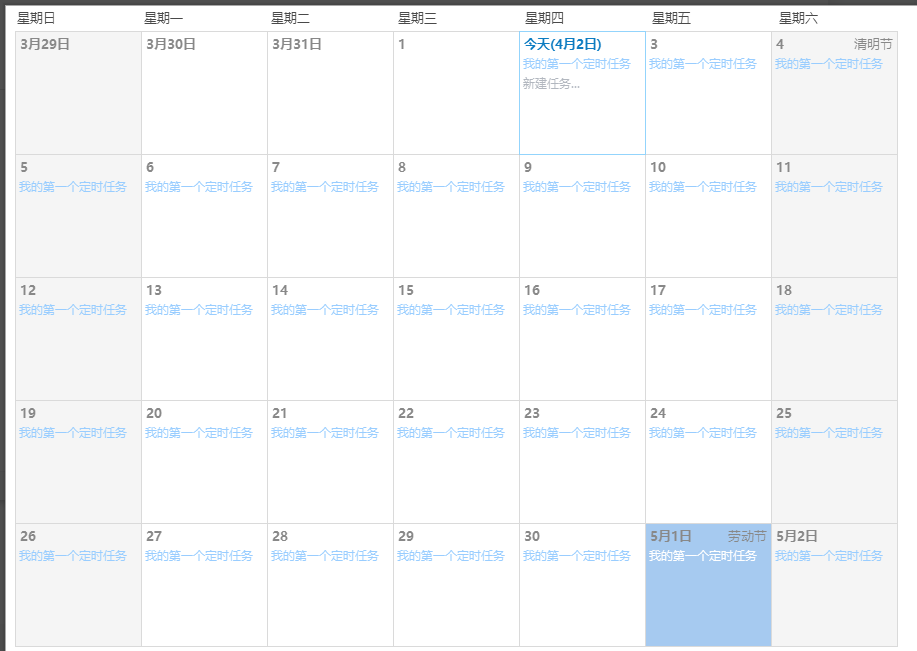 星期日 星期一 星期二 星期三 星期四 星期五 星期六
3月29日 3月30日 3月31日 1 今天(4月2日) 3 4 清明节
我的第一个定时任务 我的第一个定时任务 我的第一个定时任务
新建任务...
5 6 7 8 9 10 11
我的第一个定时任务 我的第一个定时任务 我的第一个定时任务 我的第一个定时任务 我的第一个定时任务 我的第一个定时任务 我的第一个定时任务
12 13 14 15 16 17 18
我的第一个定时任务 我的第一个定时任务 我的第一个定时任务 我的第一个定时任务 我的第一个定时任务 我的第一个定时任务 我的第一个定时任务
19 20 21 22 23 24 25
我的第一个定时任务 我的第一个定时任务 我的第一个定时任务 我的第一个定时任务 我的第一个定时任务 我的第一个定时任务 我的第一个定时任务
26 27 28 29 30 5月1日 劳动节 5月2日
我的第一个定时任务 我的第一个定时任务 我的第一个定时任务 我的第一个定时任务 我的第一个定时任务 我的第一个定时任务 我的第一个定时任务